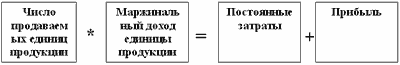 Число
продаваем
ых единиц
продукции
*
Маржиналь
ный доход
единицы
продукции
=
Постоянные
затраты
+
Прибыль